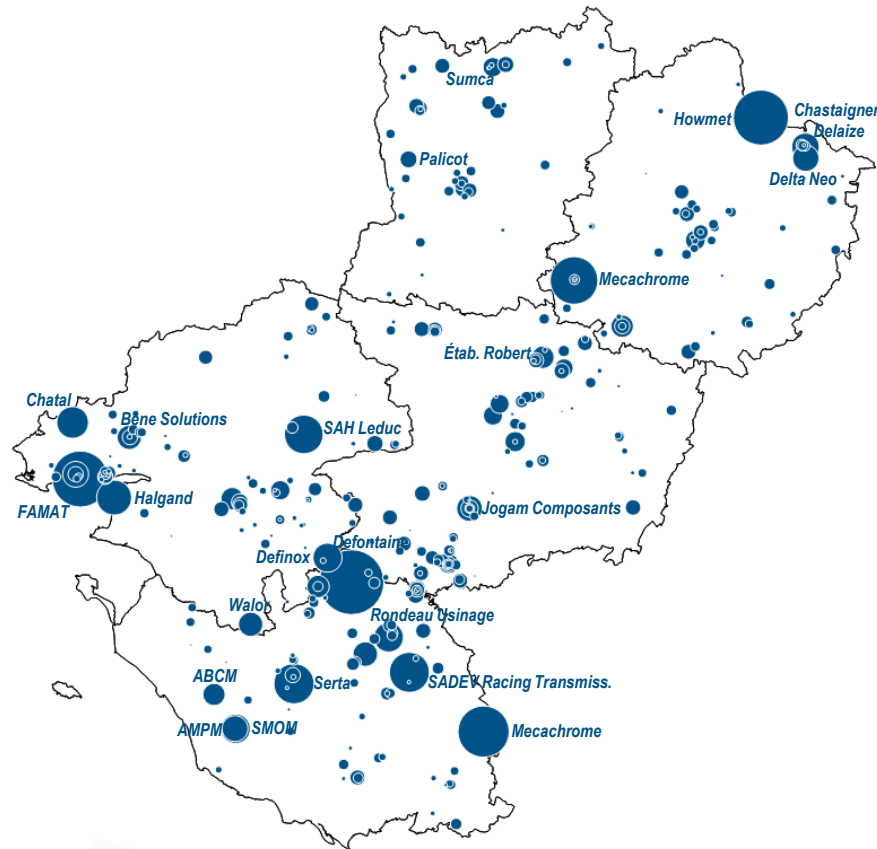 Sumca
Howmet
Chastaigner
Delaize
Palicot
Delta Neo
Mecachrome
Étab. Robert
Chatal
Bene Solutions
SAH Leduc
FAMAT
Halgand
Jogam Composants
Defontaine
Definox
Walor
Rondeau Usinage
ABCM
Serta
SADEV Racing Transmiss.
AMPM
SMOM
Mecachrome